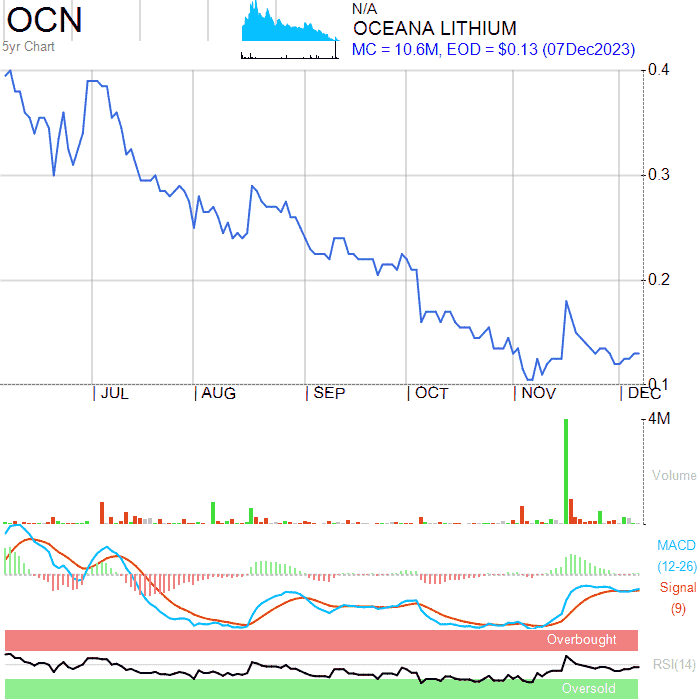 OCN
5yr Chart
N/A
OCEANA LITHIUM
MC = 10.6M, EOD = $0.13 (07Dec2023)
0.4
0.3
0.2
0.1
JUL AUG SEP OCT NOV DEC
4M
Volume
MACD
(12-26)
Signal
(9)
Overbought
RSI(14)
Oversold